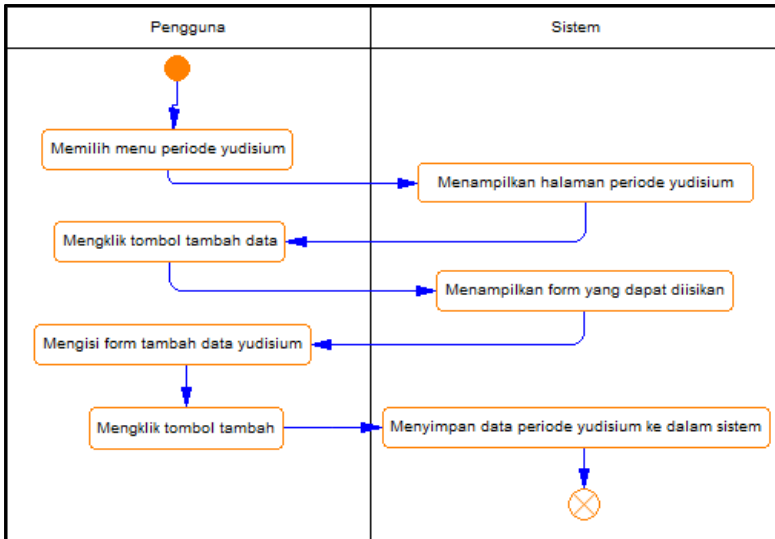 Pengguna
Sistem
Memilih menu periode yudisium
Menampilkan halaman periode yudisium
Mengklik tombol tambah data
Menampilkan form yang dapat diisikan
Mengisi form tambah data yudisium
Mengklik tombol tambah
Menyimpan data periode yudisium ke dalam sistem